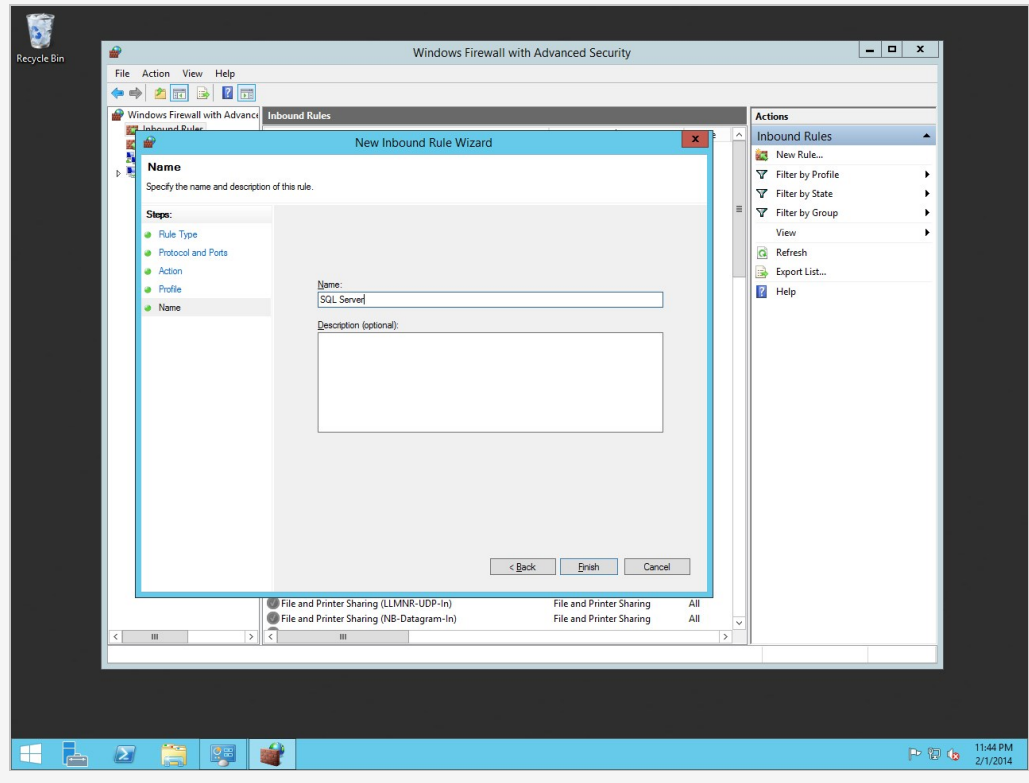 Recycle Bin
Windows Firewall with Advanced Security
File Action View Help
Windows Firewall with Advance
Inbound Rules
Actions
Inbound Rules
Inbound Rules
New Rule...
Filter by Profile
Filter by State
Filter by Group
View
Refresh
Export List...
Help
New Inbound Rule Wizard
Name
Specify the name and description of this rule.
Steps:
Rule Type
Protocol and Ports
Action
Profile
Name
Name:
SQL Server
Description (optional):
< Back Finish Cancel
File and Printer Sharing (LLMNR-UDP-In) File and Printer Sharing All
File and Printer Sharing (NB-Datagram-In) File and Printer Sharing All
11:44 PM
2/1/2014